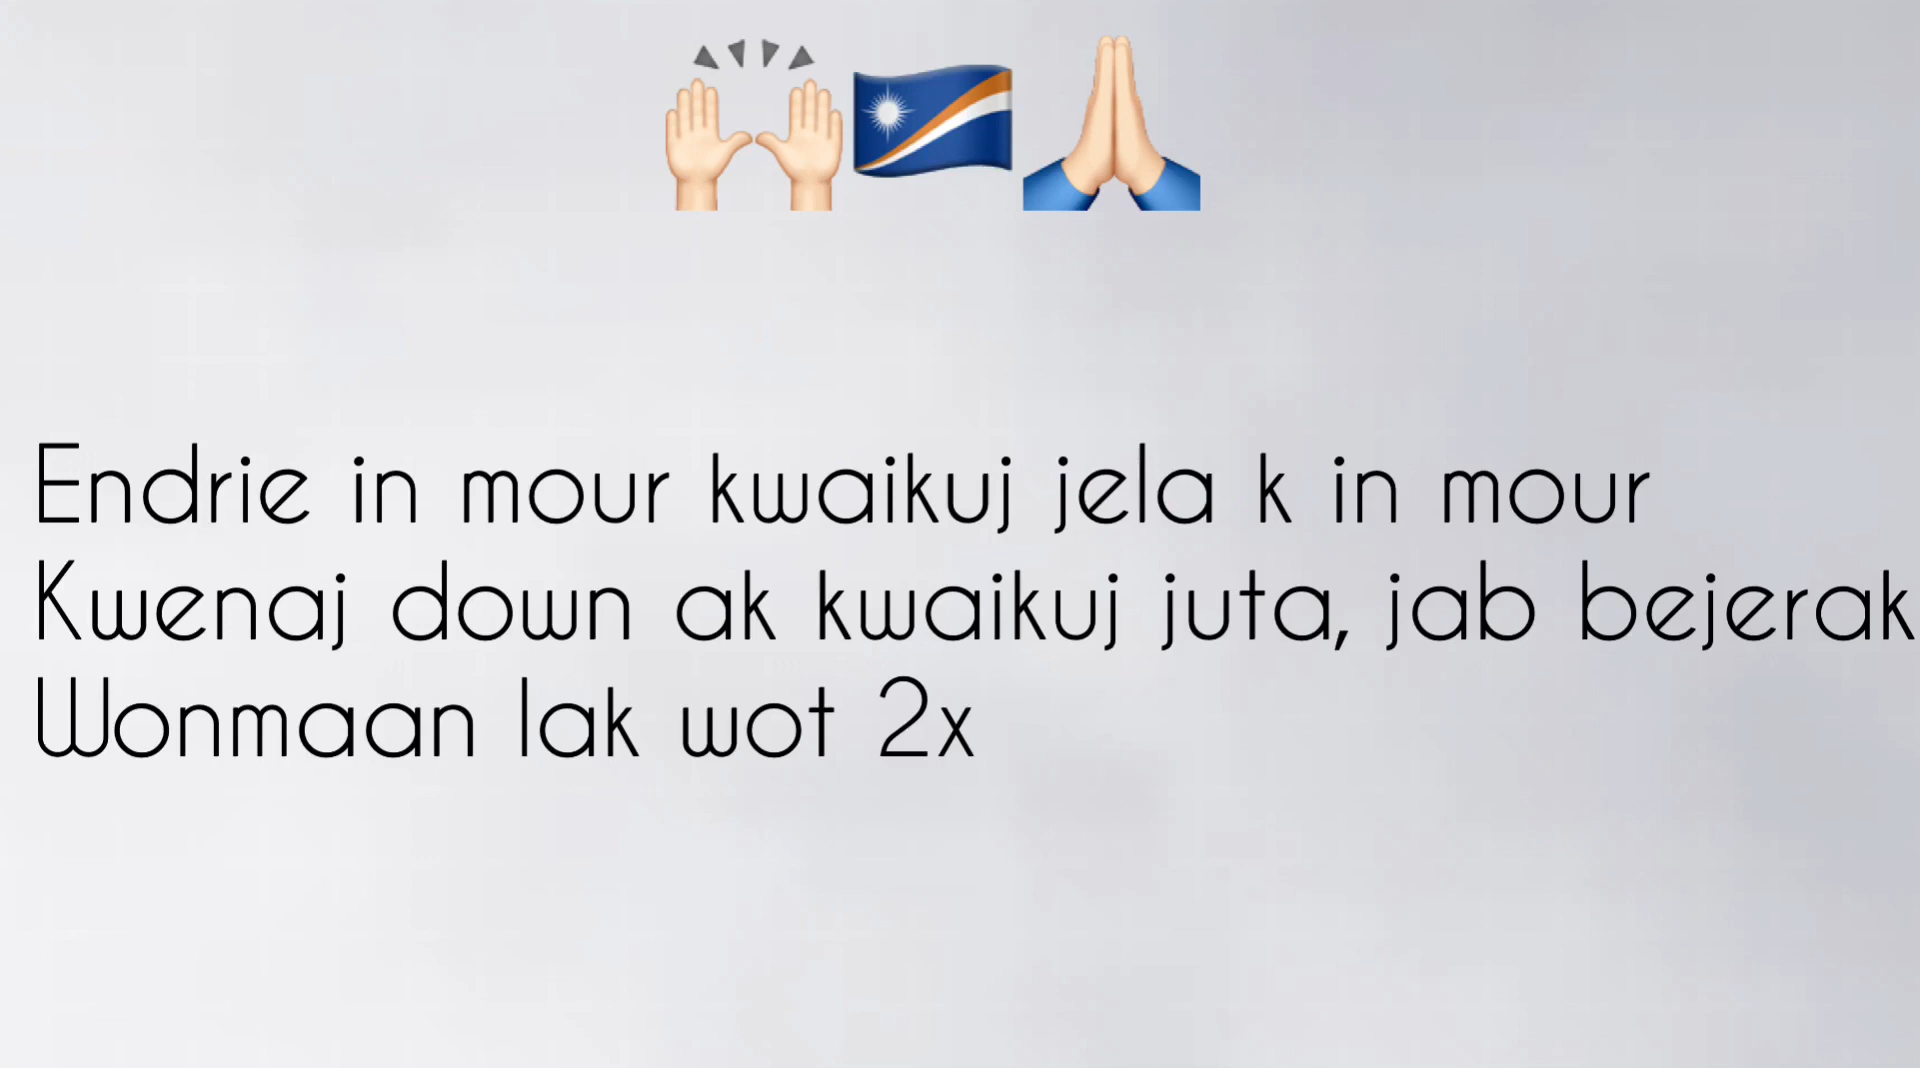 Endrie in mour kwaikuj jela k in mour
Kwenaj down ak kwaikuj juta, jab bejerak
Wonmaan lak wot 2x